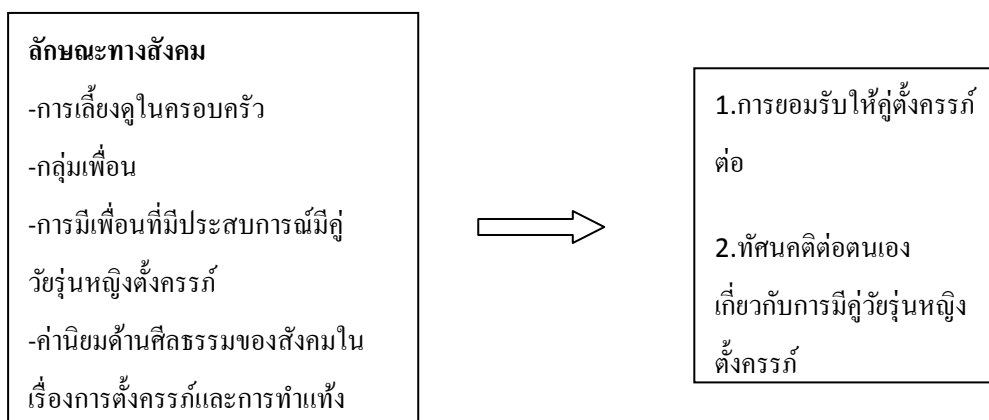 ลักษณะทางสังคม
-การเลี้ยงดูในครอบครัว
-กลุ่มเพื่อน
-การมีเพื่อนที่มีประสบการณ์มีคู่
วัยรุ่นหญิงตั้งครรภ์
-ค่านิยมด้านศีลธรรมของสังคมใน
เรื่องการตั้งครรภ์และการทำแท้ง
1.การยอมรับให้คู่ตั้งครรภ์
ต่อ
2.ทัศนคติต่อตนเอง
เกี่ยวกับการมีคู่วัยรุ่นหญิง
ตั้งครรภ์